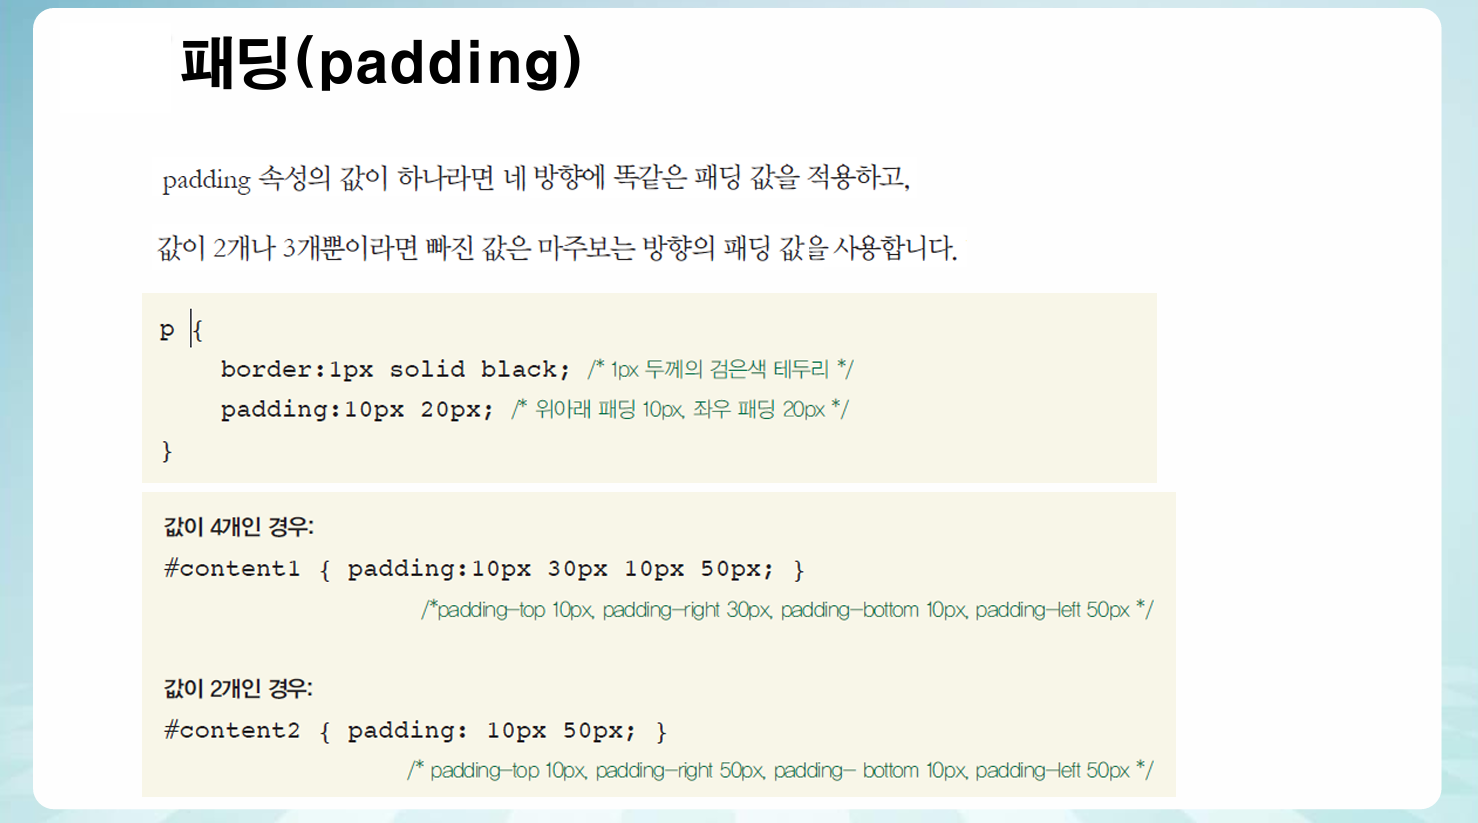 패딩(padding)
padding 속성의 값이 하나라면 네 방향에 똑같은 패딩 값을 적용하고,
값이 2개나 3개뿐이라면 빠진 값은 마주보는 방향의 패딩 값을 사용합니다.
p {
border:1px solid black; /* 1px 두께의 검은색 테두리 */
padding:10px 20px; /* 위아래 패딩 10px, 좌우 패딩 20px */
}
값이 4개인 경우:
#content1 { padding:10px 30px 10px 50px; }
/*padding-top 10px, padding-right 30px, padding-bottom 10px, padding-left 50px */
값이 2개인 경우:
#content2 { padding: 10px 50px; }
/* padding-top 10px, padding-right 50px, padding- bottom 10px, padding-left 50px */